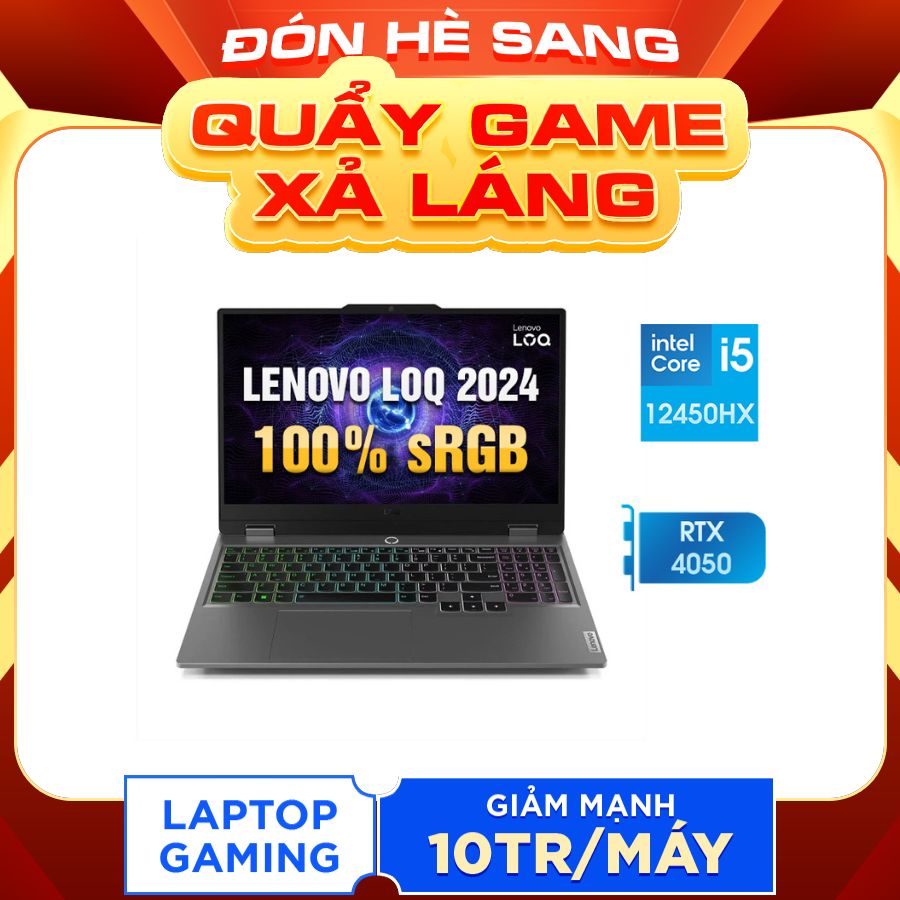 ĐÓN HÈ SANG
QUẨY GAME
XẢ LÁNG
Lenovo
LOQ
LENOVO LOQ 2024
100% sRGB
intel
Core
i5
12450HX
RTX
4050
Lenovo
LAPTOP
GAMING
GIẢM MẠNH
10TR/MÁY